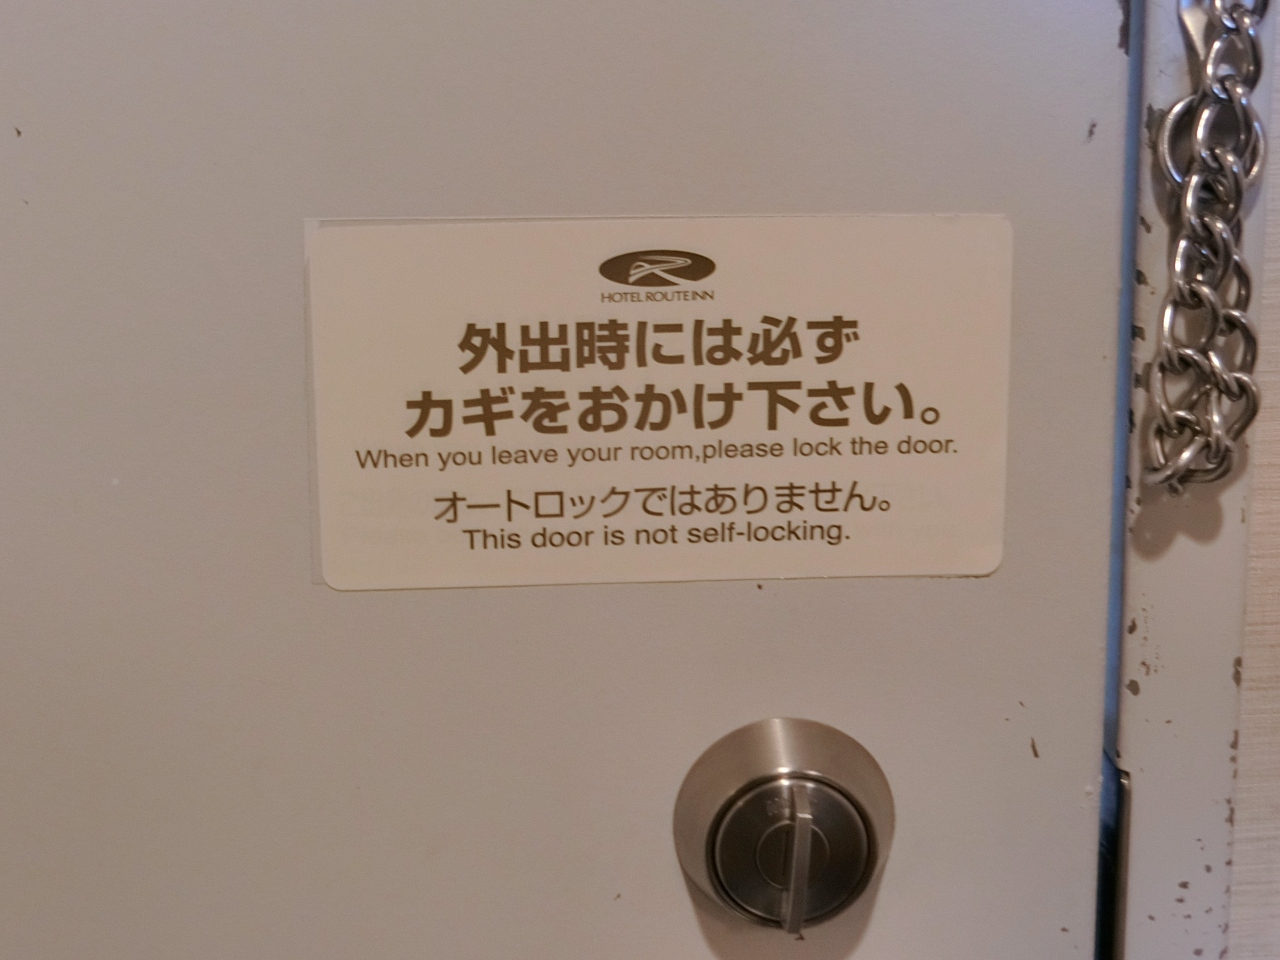 HOTEL ROUTE INN
外出時には必ず
カギをおかけ下さい。
When you leave your room,please lock the door.
オートロックではありません。
This door is not self-locking.